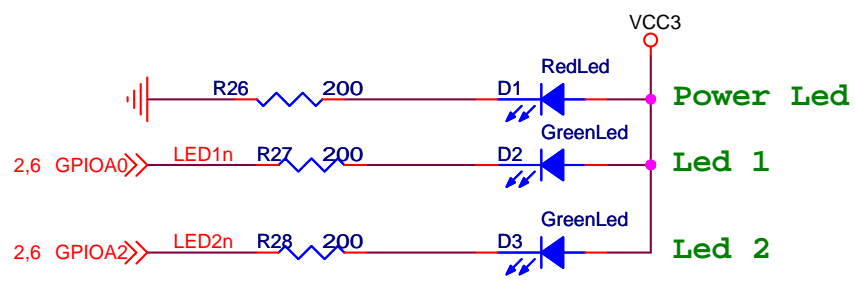 VCC3
RedLed
R26 200 D1 Power Led
GreenLed
2,6 GPIOA0 LED1n R27 200 D2 Led 1
GreenLed
2,6 GPIOA2 LED2n R28 200 D3 Led 2